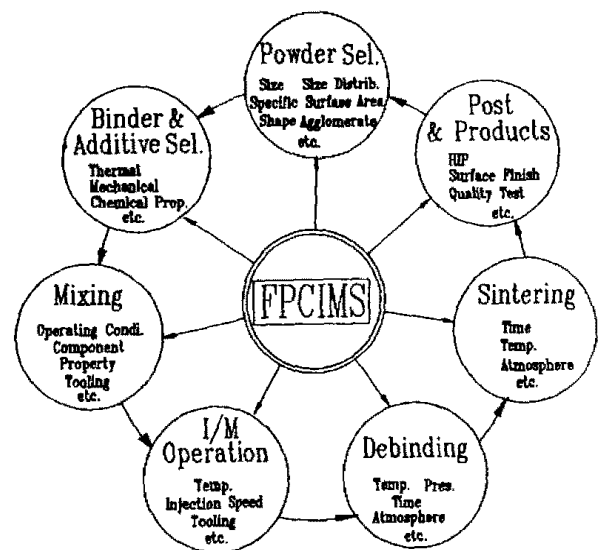 Powder Sel.
Size Size Distrib.
Specific Surface Area
Shape Agglomerate
etc.
Binder &
Additive Sel.
Thermal
Mechanical
Chemical Prop.
etc.
Mixing
Operating Condi.
Component
Property
Tooling
etc.
I/M
Operation
Temp.
Injection Speed
Tooling
etc.
Debinding
Temp. Pres.
Time
Atmosphere
etc.
Sintering
Time
Temp.
Atmosphere
etc.
Post
& Products
HIP
Surface Finish
Quality Test
etc.
FPCIMS